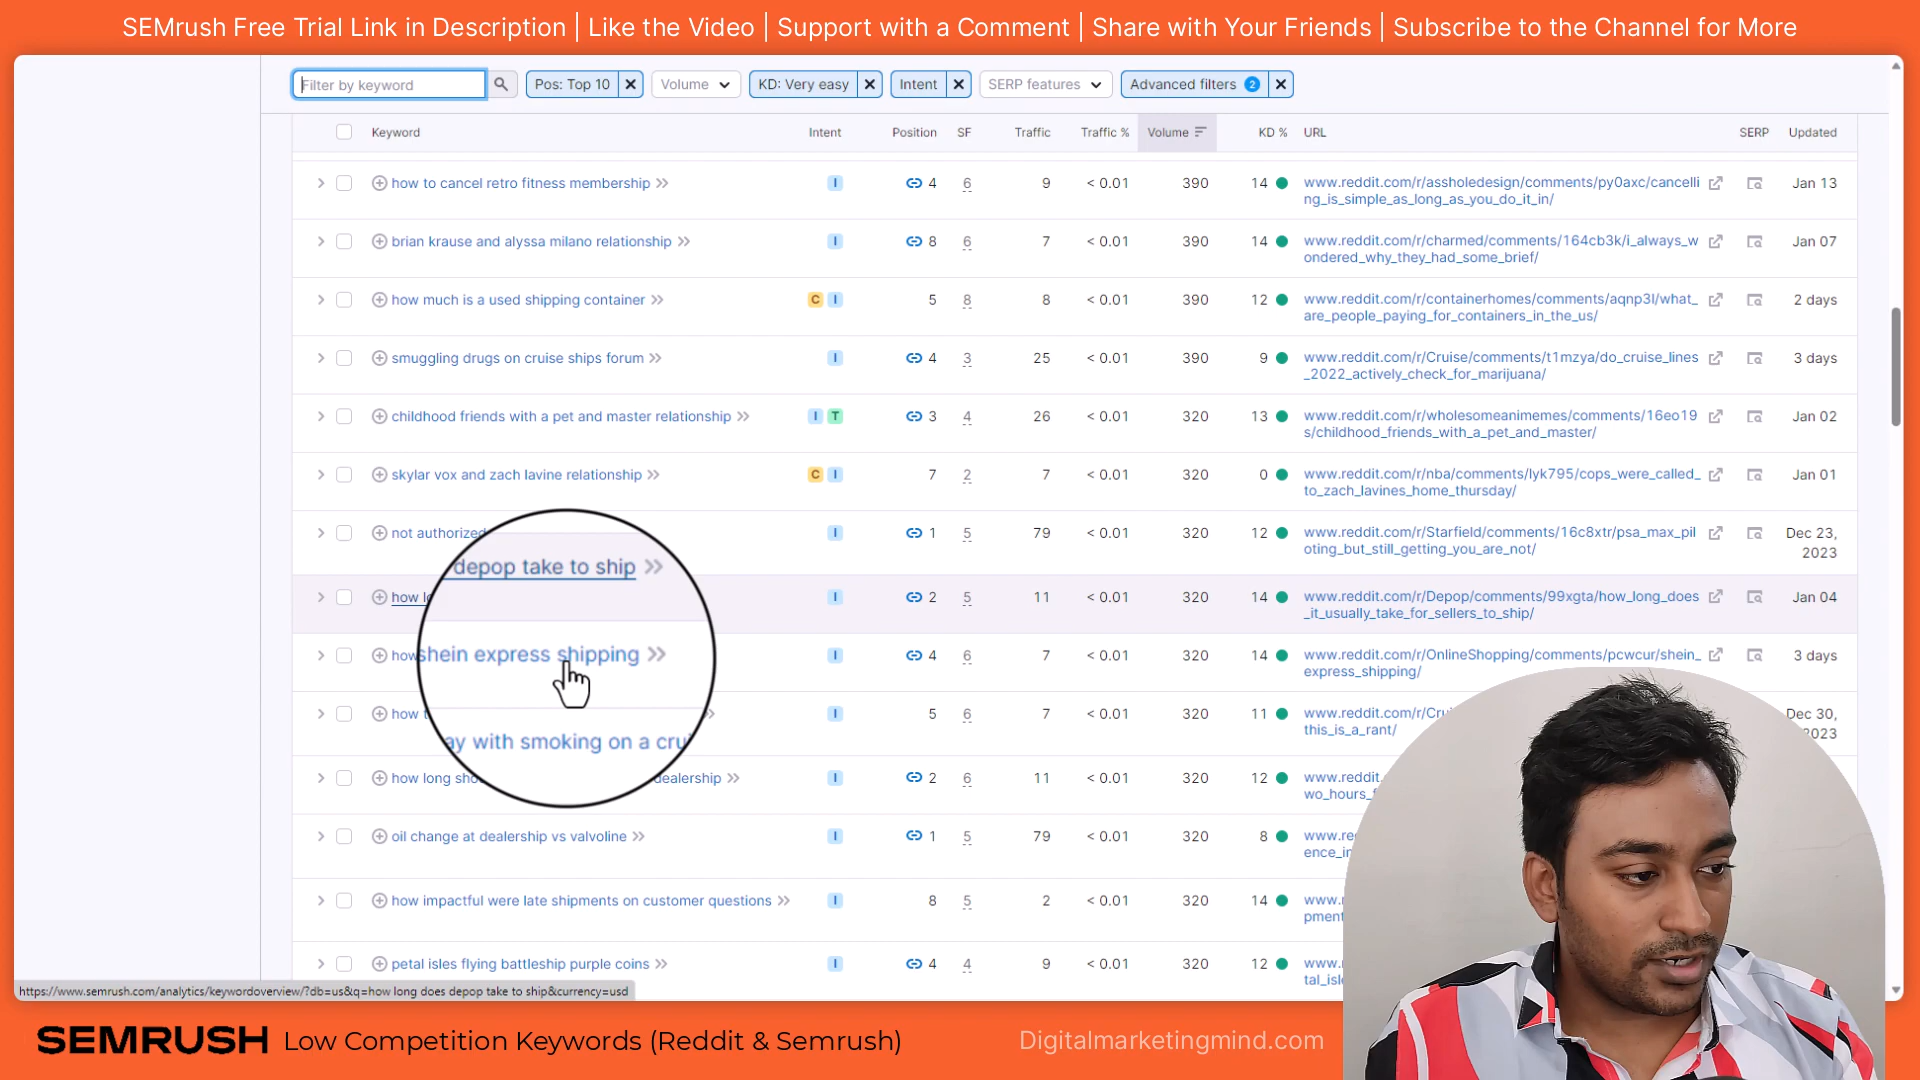 SEMrush Free Trial Link in Description | Like the Video | Support with a Comment | Share with Your Friends | Subscribe to the Channel for More
Filter by keyword Pos: Top 10 Volume KD: Very easy Intent SERP features Advanced filters 2
Keyword Intent Position SF Traffic Traffic % Volume KD % URL SERP Updated
how to cancel retro fitness membership I 4 6 9 < 0.01 390 14 www.reddit.com/r/assholedesign/comments/py0axc/cancelli Jan 13
ng_is_simple_as_long_as_you_do_it_in/
brian krause and alyssa milano relationship I 8 6 7 < 0.01 390 14 www.reddit.com/r/charmed/comments/164cb3k/i_always_w Jan 07
ondered_why_they_had_some_brief/
how much is a used shipping container C I 5 8 8 < 0.01 390 12 www.reddit.com/r/containerhomes/comments/aqnp3l/what_ 2 days
are_people_paying_for_containers_in_the_us/
smuggling drugs on cruise ships forum I 4 3 25 < 0.01 390 9 www.reddit.com/r/Cruise/comments/t1mzya/do_cruise_lines 3 days
_2022_actively_check_for_marijuana/
childhood friends with a pet and master relationship I T 3 4 26 < 0.01 320 13 www.reddit.com/r/wholesomeanimemes/comments/16eo19 Jan 02
s/childhood_friends_with_a_pet_and_master/
skylar vox and zach lavine relationship C I 7 2 7 < 0.01 320 0 www.reddit.com/r/nba/comments/lyk795/cops_were_called_ Jan 01
to_zach_lavines_home_thursday/
not authorized I 1 5 79 < 0.01 320 12 www.reddit.com/r/Starfield/comments/16c8xtr/psa_max_pil Dec 23,
oting_but_still_getting_you_are_not/ 2023
depop take to ship
how lo I 2 5 11 < 0.01 320 14 www.reddit.com/r/Depop/comments/99xgta/how_long_does Jan 04
_it_usually_take_for_sellers_to_ship/
how shein express shipping I 4 6 7 < 0.01 320 14 www.reddit.com/r/OnlineShopping/comments/pcwcur/shein_ 3 days
express_shipping/
how t I 5 6 7 < 0.01 320 11 www.reddit.com/r/Cru Dec 30,
this_is_a_rant/ 2023
ay with smoking on a crui
how long sho dealership I 2 6 11 < 0.01 320 12 www.reddit.
wo_hours_
oil change at dealership vs valvoline I 1 5 79 < 0.01 320 8 www.re
ence_in
how impactful were late shipments on customer questions I 8 5 2 < 0.01 320 14 www.
pment
petal isles flying battleship purple coins I 4 4 9 < 0.01 320 12 www.
tal_isl
https://www.semrush.com/analytics/keywordoverview/?db=us&q=how long does depop take to ship&currency=usd
SEMRUSH Low Competition Keywords (Reddit & Semrush) Digitalmarketingmind.com